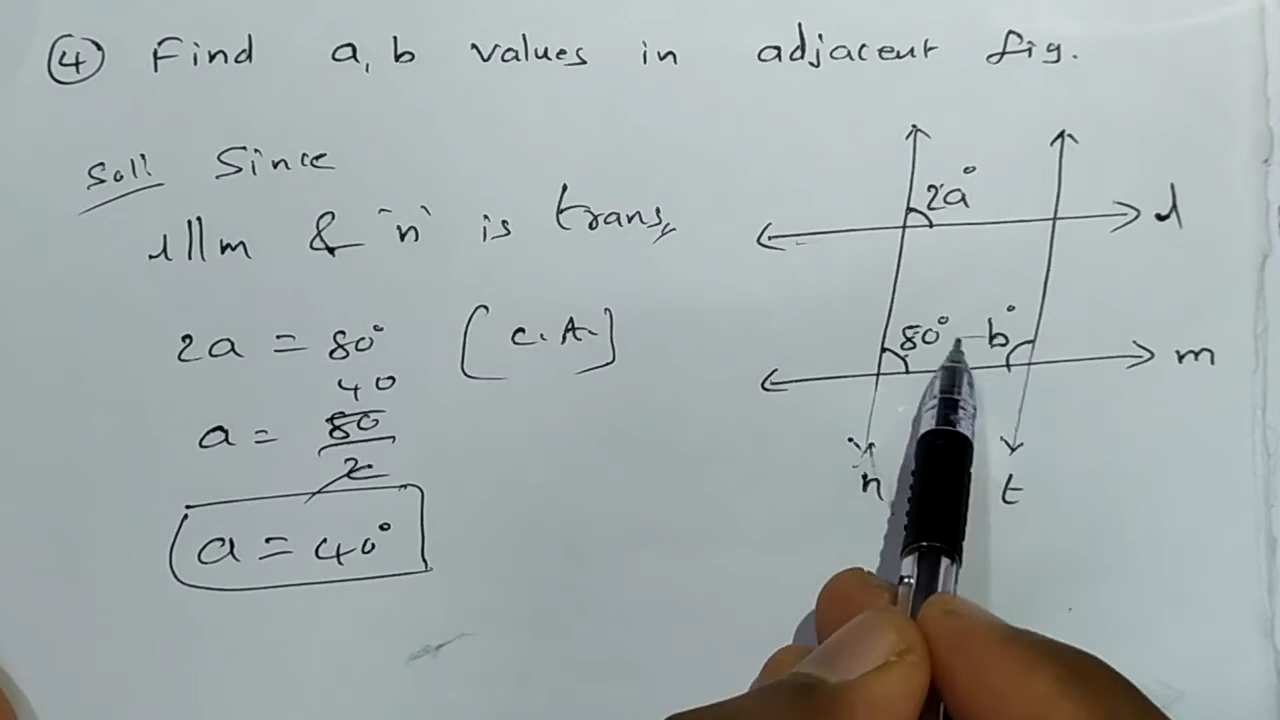 ④ Find a, b values in adjacent fig.
Sol: Since
l||m & 'n' is trans,
2a = 80° [C.A.]
a = 80/2 40
a = 40°
2a°
l
80° b°
m
n t